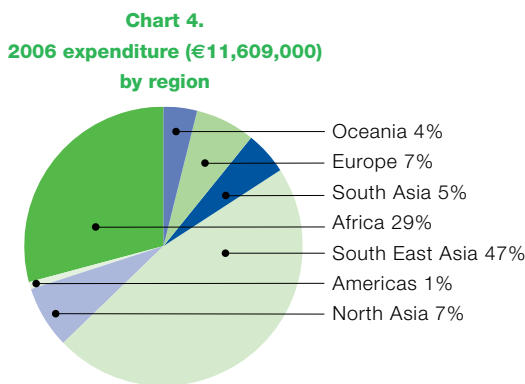 Chart 4.
2006 expenditure (€11,609,000)
by region
Oceania 4%
Europe 7%
South Asia 5%
Africa 29%
South East Asia 47%
Americas 1%
North Asia 7%